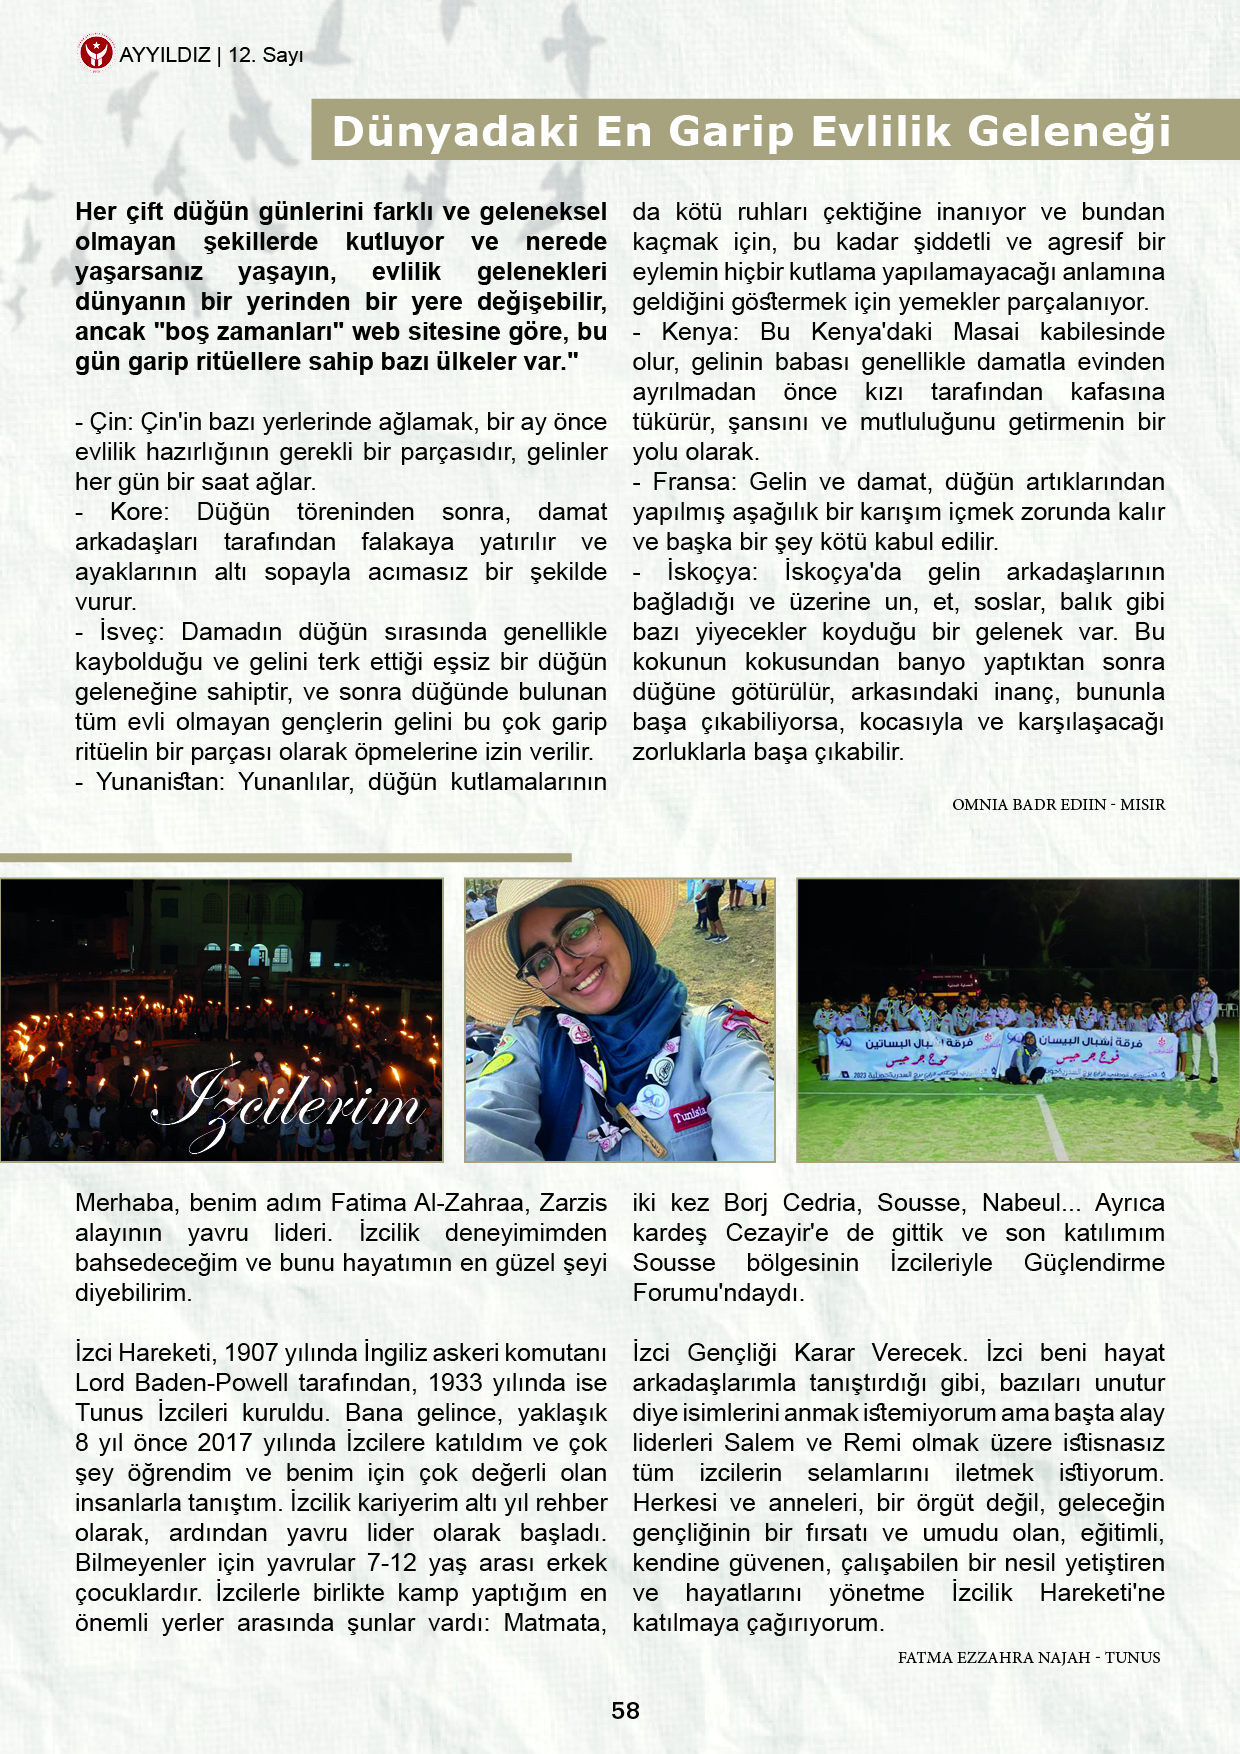 AYYILDIZ | 12. Sayı
Dünyadaki En Garip Evlilik Geleneği
Her çift düğün günlerini farklı ve geleneksel
olmayan şekillerde kutluyor ve nerede
yaşarsanız yaşayın, evlilik gelenekleri
dünyanın bir yerinden bir yere değişebilir,
ancak "boş zamanları" web sitesine göre, bu
gün garip ritüellere sahip bazı ülkeler var."
- Çin: Çin'in bazı yerlerinde ağlamak, bir ay önce
evlilik hazırlığının gerekli bir parçasıdır, gelinler
her gün bir saat ağlar.
- Kore: Düğün töreninden sonra, damat
arkadaşları tarafından falakaya yatırılır ve
ayaklarının altı sopayla acımasız bir şekilde
vurur.
- İsveç: Damadın düğün sırasında genellikle
kaybolduğu ve gelini terk ettiği eşsiz bir düğün
geleneğine sahiptir, ve sonra düğünde bulunan
tüm evli olmayan gençlerin gelini bu çok garip
ritüelin bir parçası olarak öpmelerine izin verilir.
- Yunanistan: Yunanlılar, düğün kutlamalarının
da kötü ruhları çektiğine inanıyor ve bundan
kaçmak için, bu kadar şiddetli ve agresif bir
eylemin hiçbir kutlama yapılamayacağı anlamına
geldiğini göstermek için yemekler parçalanıyor.
- Kenya: Bu Kenya'daki Masai kabilesinde
olur, gelinin babası genellikle damatla evinden
ayrılmadan önce kızı tarafından kafasına
tükürür, şansını ve mutluluğunu getirmenin bir
yolu olarak.
- Fransa: Gelin ve damat, düğün artıklarından
yapılmış aşağılık bir karışım içmek zorunda kalır
ve başka bir şey kötü kabul edilir.
- İskoçya: İskoçya'da gelin arkadaşlarının
bağladığı ve üzerine un, et, soslar, balık gibi
bazı yiyecekler koyduğu bir gelenek var. Bu
kokunun kokusundan banyo yaptıktan sonra
düğüne götürülür, arkasındaki inanç, bununla
başa çıkabiliyorsa, kocasıyla ve karşılaşacağı
zorluklarla başa çıkabilir.
OMNIA BADR EDIIN - MISIR
İzcilerim
Tunisia
فرقة أشبال البساتين
فوج جرجيس
فرقة أشبال البيسان
فوج جرجيس
Merhaba, benim adım Fatima Al-Zahraa, Zarzis
alayının yavru lideri. İzcilik deneyimimden
bahsedeceğim ve bunu hayatımın en güzel şeyi
diyebilirim.
İzci Hareketi, 1907 yılında İngiliz askeri komutanı
Lord Baden-Powell tarafından, 1933 yılında ise
Tunus İzcileri kuruldu. Bana gelince, yaklaşık
8 yıl önce 2017 yılında İzcilere katıldım ve çok
şey öğrendim ve benim için çok değerli olan
insanlarla tanıştım. İzcilik kariyerim altı yıl rehber
olarak, ardından yavru lider olarak başladı.
Bilmeyenler için yavrular 7-12 yaş arası erkek
çocuklardır. İzcilerle birlikte kamp yaptığım en
önemli yerler arasında şunlar vardı: Matmata,
iki kez Borj Cedria, Sousse, Nabeul... Ayrıca
kardeş Cezayir'e de gittik ve son katılımım
Sousse bölgesinin İzcileriyle Güçlendirme
Forumu'ndaydı.
İzci Gençliği Karar Verecek. İzci beni hayat
arkadaşlarımla tanıştırdığı gibi, bazıları unutur
diye isimlerini anmak istemiyorum ama başta alay
liderleri Salem ve Remi olmak üzere istisnasız
tüm izcilerin selamlarını iletmek istiyorum.
Herkesi ve anneleri, bir örgüt değil, geleceğin
gençliğinin bir fırsatı ve umudu olan, eğitimli,
kendine güvenen, çalışabilen bir nesil yetiştiren
ve hayatlarını yönetme İzcilik Hareketi'ne
katılmaya çağırıyorum.
FATMA EZZAHRA NAJAH - TUNUS
58